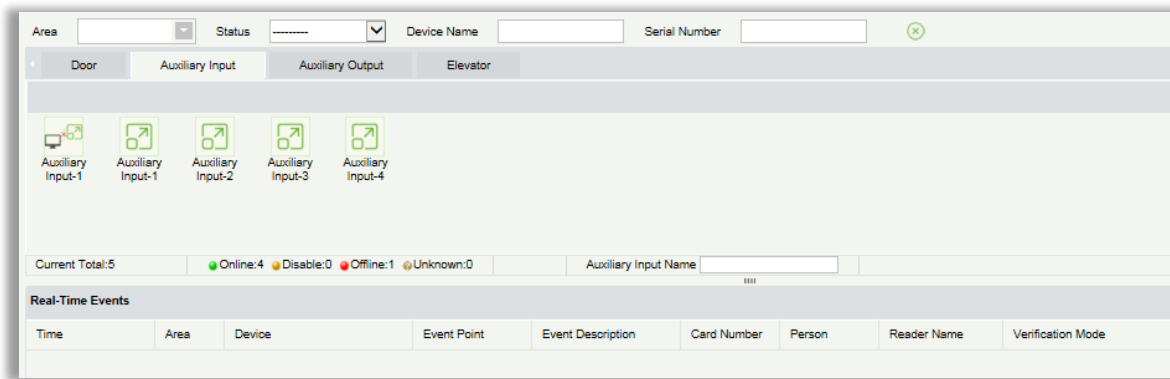 Area Status --------- Device Name Serial Number
Door Auxiliary Input Auxiliary Output Elevator
Auxiliary Input-1 Auxiliary Input-1 Auxiliary Input-2 Auxiliary Input-3 Auxiliary Input-4
Current Total:5 Online:4 Disable:0 Offline:1 Unknown:0 Auxiliary Input Name
Real-Time Events
Time Area Device Event Point Event Description Card Number Person Reader Name Verification Mode